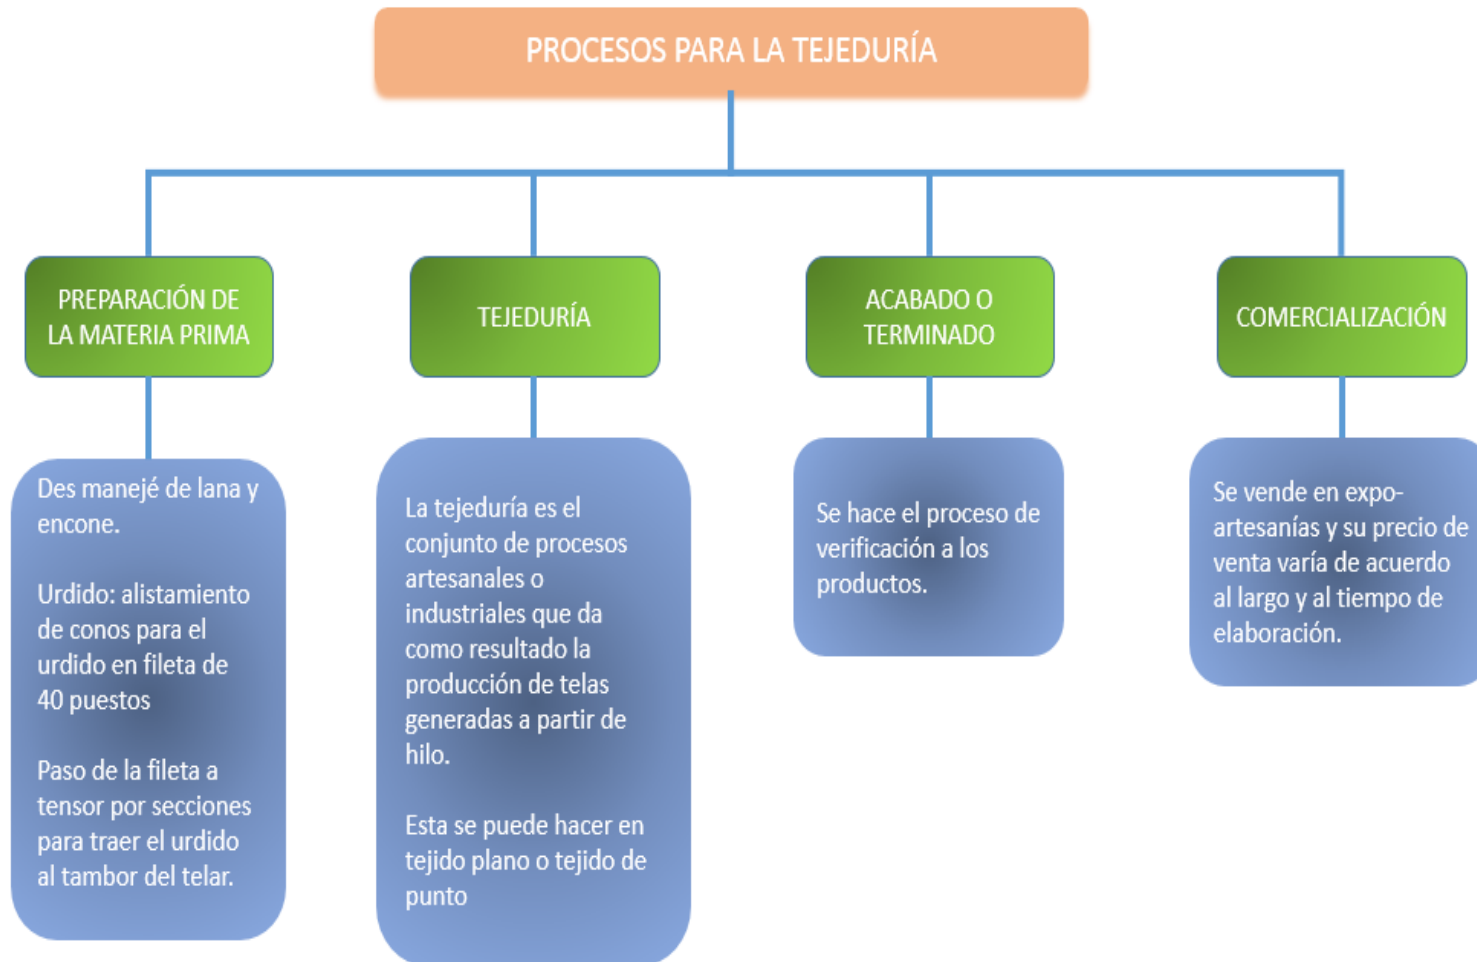 PROCESOS PARA LA TEJEDURÍA
PREPARACIÓN DE
LA MATERIA PRIMA
Des manejé de lana y
encone.
Urdido: alistamiento
de conos para el
urdido en fileta de
40 puestos
Paso de la fileta a
tensor por secciones
para traer el urdido
al tambor del telar.
TEJEDURÍA
La tejeduría es el
conjunto de procesos
artesanales o
industriales que da
como resultado la
producción de telas
generadas a partir de
hilo.
Esta se puede hacer en
tejido plano o tejido de
punto
ACABADO O
TERMINADO
Se hace el proceso de
verificación a los
productos.
COMERCIALIZACIÓN
Se vende en expo-
artesanías y su precio de
venta varía de acuerdo
al largo y al tiempo de
elaboración.